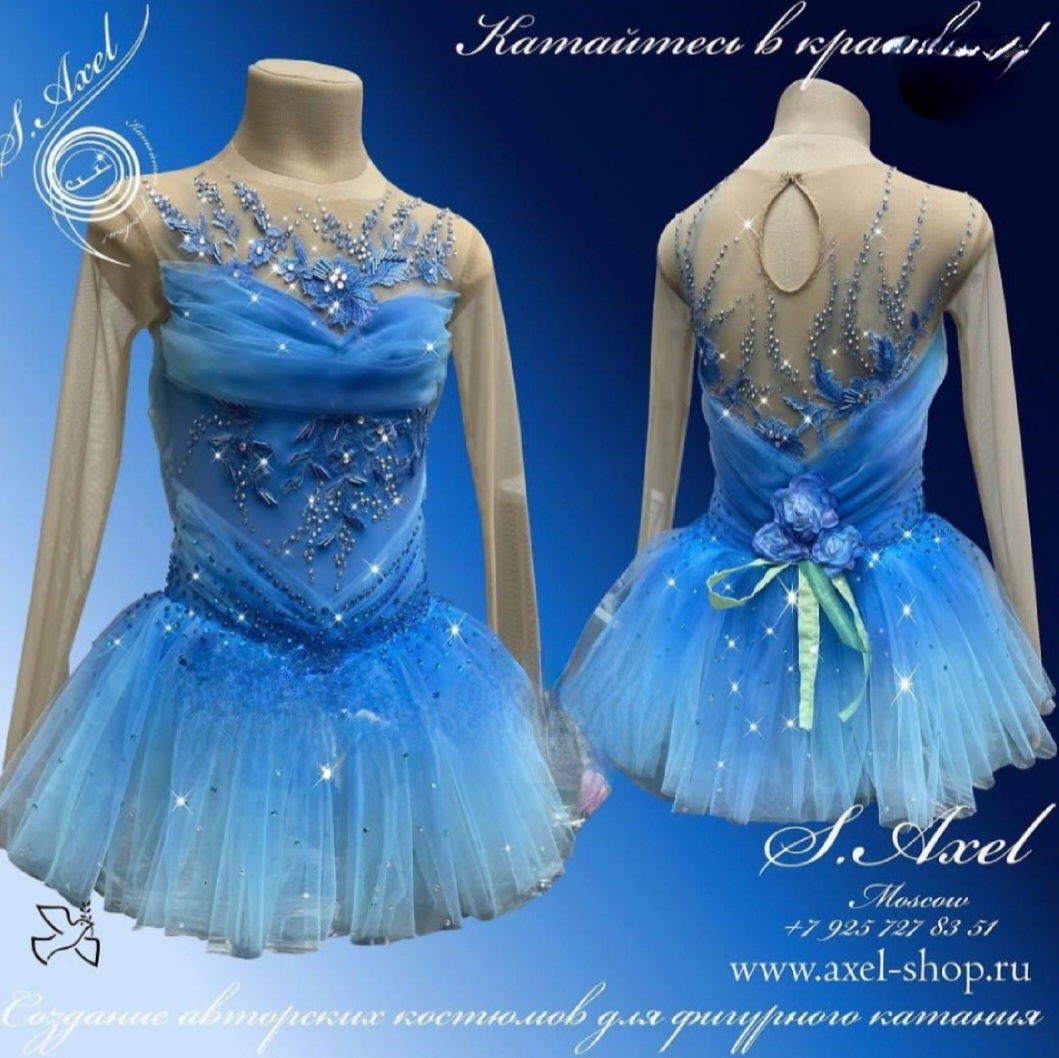 Катайтесь в
S. Axel
S. Axel
Moscow
+7 925 727 83 51
www.axel-shop.ru
Создание авторских костюмов для фигурного катания